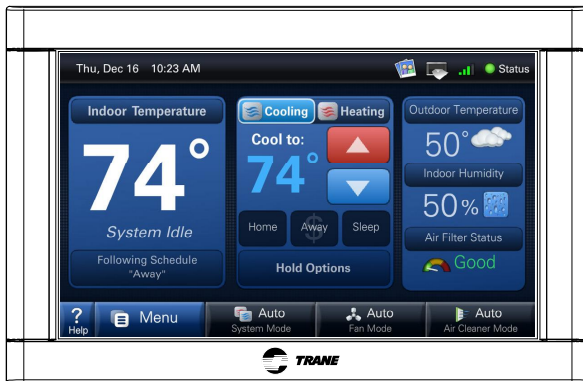 Thu, Dec 16 10:23 AM
Status
Indoor Temperature
74°
System Idle
Following Schedule
"Away"
Cooling
Heating
Cool to:
74°
Home
Away
Sleep
Hold Options
Outdoor Temperature
50°
Indoor Humidity
50%
Air Filter Status
Good
?
Help
Menu
Auto
System Mode
Auto
Fan Mode
Auto
Air Cleaner Mode
TRANE